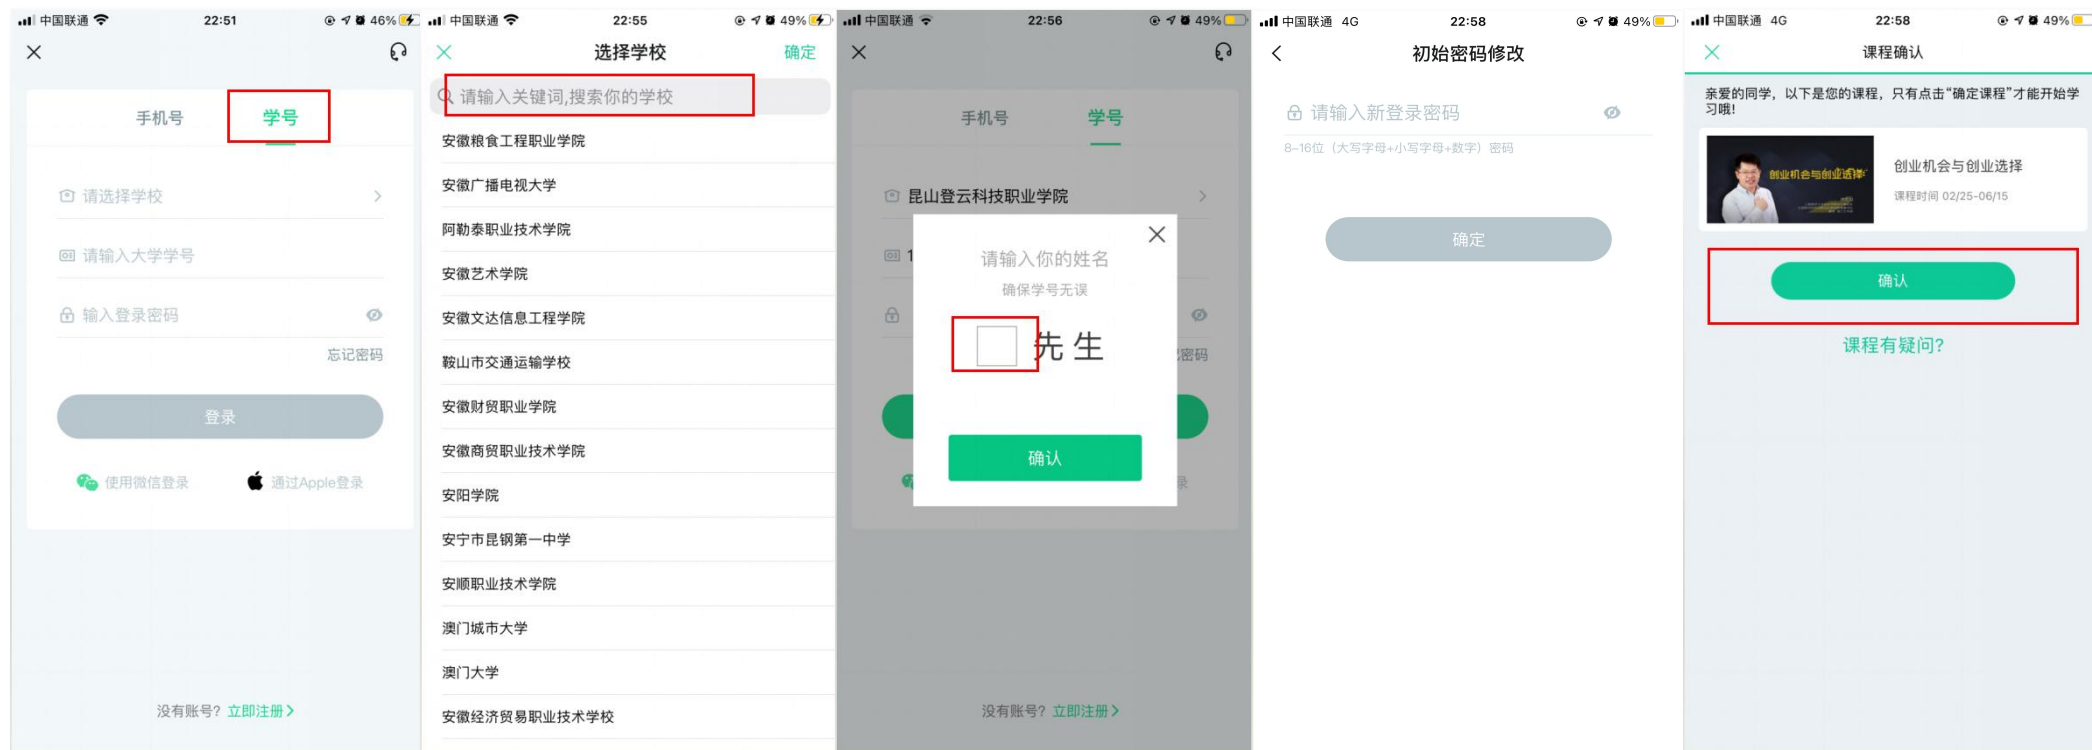 中国联通 22:51 46%
手机号 学号
请选择学校
请输入大学学号
输入登录密码
忘记密码
登录
使用微信登录 通过Apple登录
没有账号? 立即注册
中国联通 22:55 49%
选择学校 确定
请输入关键词,搜索你的学校
安徽粮食工程职业学院
安徽广播电视大学
阿勒泰职业技术学院
安徽艺术学院
安徽文达信息工程学院
鞍山市交通运输学校
安徽财贸职业学院
安徽商贸职业技术学院
安阳学院
安宁市昆钢第一中学
安顺职业技术学院
澳门城市大学
澳门大学
安徽经济贸易职业技术学校
中国联通 22:56 49%
手机号 学号
昆山登云科技职业学院
1
请输入你的姓名
确保学号无误
先生
密码
确认
录
没有账号? 立即注册
中国联通 4G 22:58 49%
初始密码修改
请输入新登录密码
8-16位（大写字母+小写字母+数字）密码
确定
中国联通 4G 22:58 49%
课程确认
亲爱的同学，以下是您的课程，只有点击“确定课程”才能开始学
习哦!
创业机会与创业选择
创业机会与创业选择
课程时间 02/25-06/15
确认
课程有疑问?